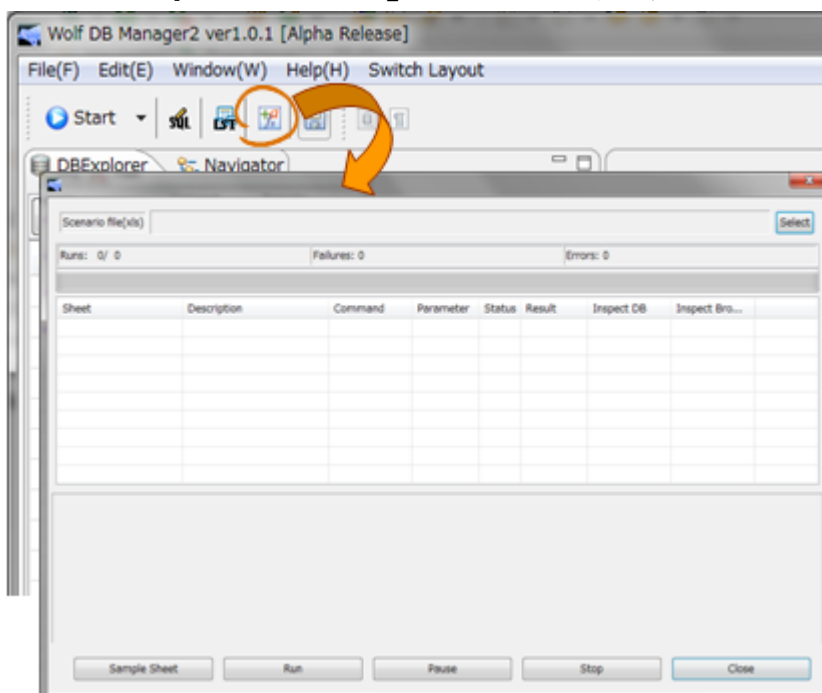 Wolf DB Manager2 ver1.0.1 [Alpha Release]
File(F) Edit(E) Window(W) Help(H) Switch Layout
Start SQL LST
DBExplorer Navigator
Scenario file(xls) Select
Runs: 0/ 0 Failures: 0 Errors: 0
Sheet Description Command Parameter Status Result Inspect DB Inspect Bro...
Sample Sheet Run Pause Stop Close